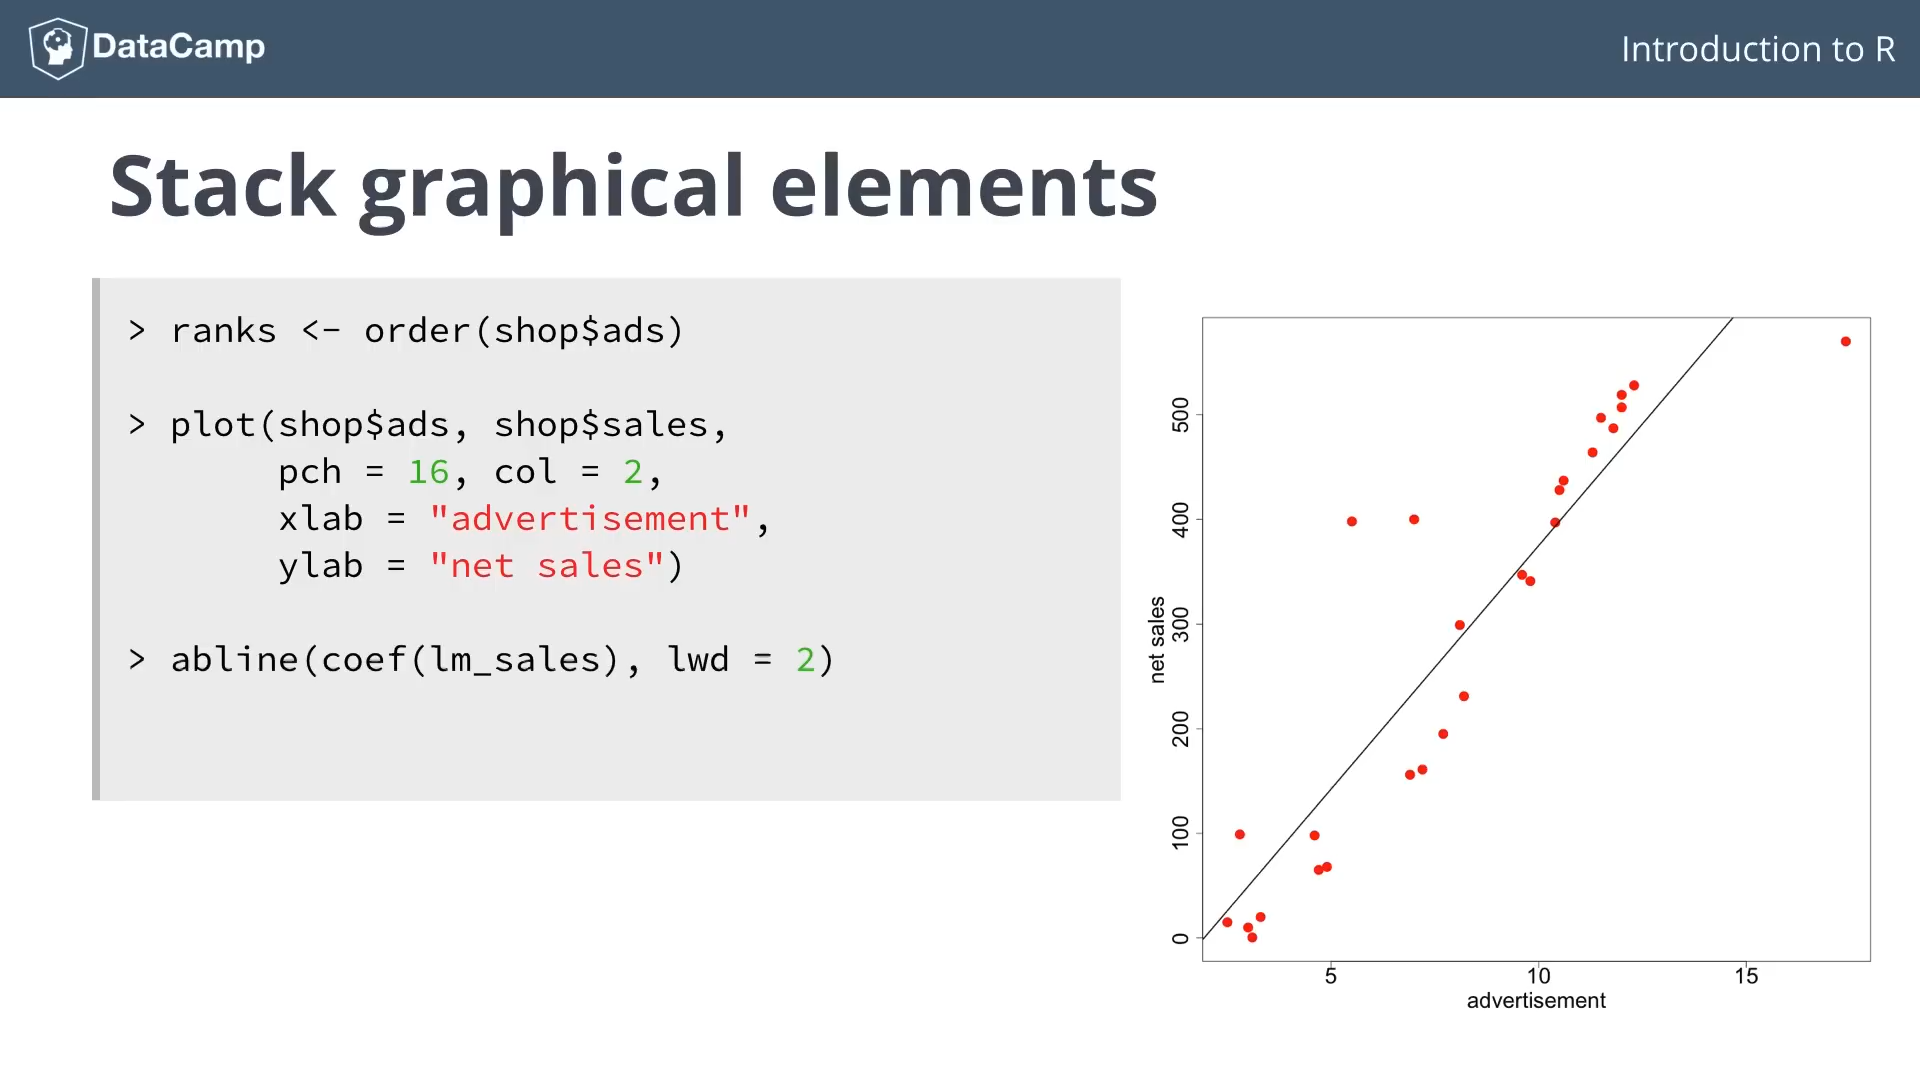 DataCamp
Introduction to R
Stack graphical elements
> ranks <- order(shop$ads)
> plot(shop$ads, shop$sales,
pch = 16, col = 2,
xlab = "advertisement",
ylab = "net sales")
> abline(coef(lm_sales), lwd = 2)
net sales
500
400
300
200
100
0
5 10 15
advertisement